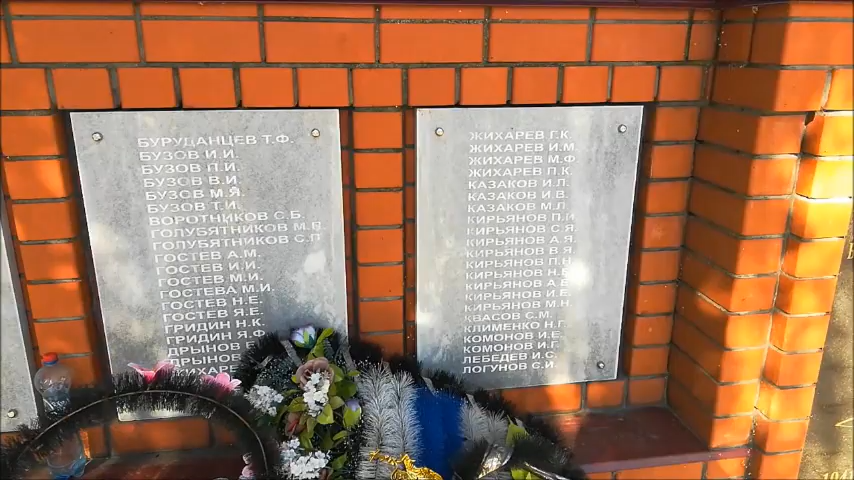 БУРУДАНЦЕВ Т.Ф.
БУЗОВ И.И.
БУЗОВ П.И.
БУЗОВ В.И.
БУЗОВ М.Я.
БУЗОВ Т.И.
ВОРОТНИКОВ С.Б.
ГОЛУБЯТНИКОВ М.П.
ГОЛУБЯТНИКОВ С.П.
ГОСТЕВ А.М.
ГОСТЕВ И.И.
ГОСТЕВ М.И.
ГОСТЕВА М.И.
ГОСТЕВ Н.Е.
ГОСТЕВ Я.Е.
ГРИДИН Н.К.
ГРИДИН Я.Ф.
ДРЫНОВ
ДРЫНОВ
ЖИХАРЕВ
ЖИХАРЕВ Г.К.
ЖИХАРЕВ И.М.
ЖИХАРЕВ М.Ф.
ЖИХАРЕВ П.К.
КАЗАКОВ И.Л.
КАЗАКОВ И.В.
КАЗАКОВ М.Л.
КИРЬЯНОВ П.И.
КИРЬЯНОВ С.Я.
КИРЬЯНОВ А.Я.
КИРЬЯНОВ В.Я.
КИРЬЯНОВ П.Н.
КИРЬЯНОВ Н.Е.
КИРЬЯНОВ А.Е.
КИРЬЯНОВ И.Е.
КИРЬЯНОВ М.Н.
КВАСОВ С.М.
КЛИМЕНКО Н.Г.
КОМОНОВ И.Е.
КОМОНОВ И.Г.
ЛЕБЕДЕВ И.С.
ЛОГУНОВ С.И.